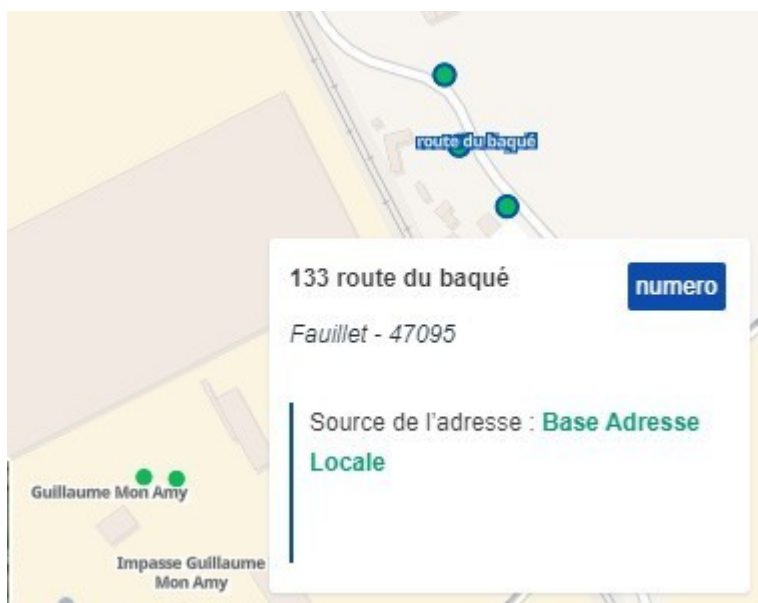 route du baqué
133 route du baqué
numero
Fauillet - 47095
Source de l'adresse : Base Adresse
Locale
Guillaume Mon Amy
Impasse Guillaume
Mon Amy